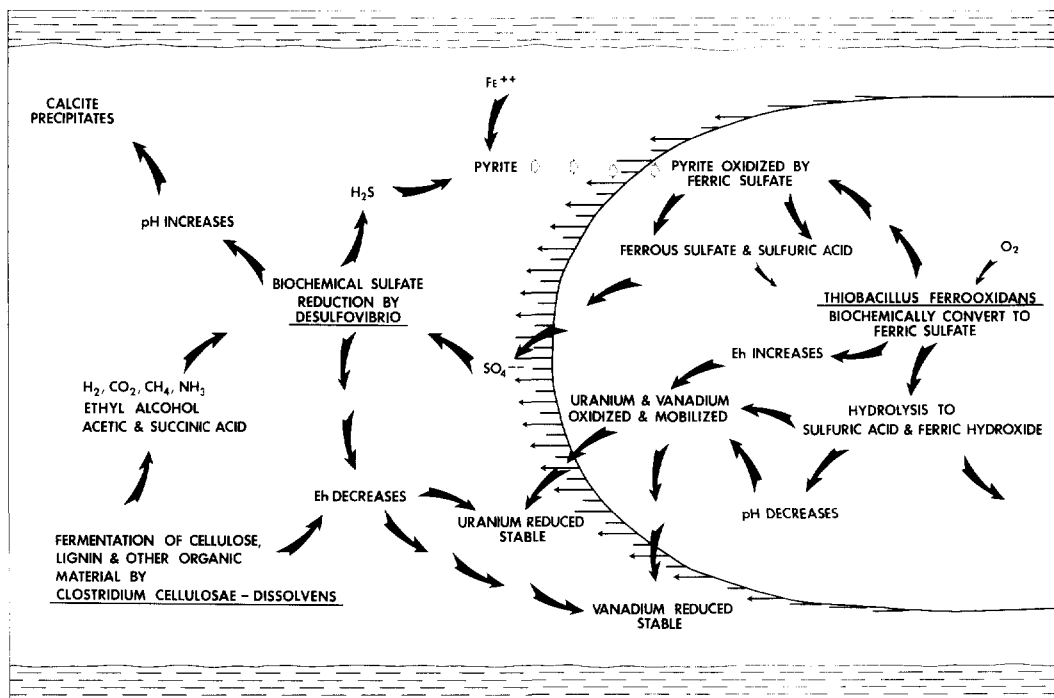 Fe++
CALCITE
PRECIPITATES
PYRITE
H2S
pH INCREASES
BIOCHEMICAL SULFATE
REDUCTION BY
DESULFOVIBRIO
SO4--
H2, CO2, CH4, NH3
ETHYL ALCOHOL
ACETIC & SUCCINIC ACID
Eh DECREASES
FERMENTATION OF CELLULOSE,
LIGNIN & OTHER ORGANIC
MATERIAL BY
CLOSTRIDIUM CELLULOSAE - DISSOLVENS
URANIUM REDUCED
STABLE
VANADIUM REDUCED
STABLE
PYRITE OXIDIZED BY
FERRIC SULFATE
FERROUS SULFATE & SULFURIC ACID
O2
THIOBACILLUS FERROOXIDANS
BIOCHEMICALLY CONVERT TO
FERRIC SULFATE
Eh INCREASES
URANIUM & VANADIUM
OXIDIZED & MOBILIZED
HYDROLYSIS TO
SULFURIC ACID & FERRIC HYDROXIDE
pH DECREASES